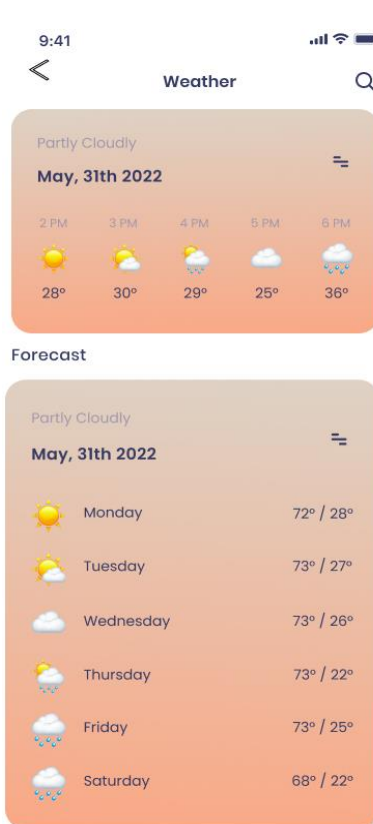 9:41
Weather
Partly Cloudly
May, 31th 2022
2 PM 3 PM 4 PM 5 PM 6 PM
28° 30° 29° 25° 36°
Forecast
Partly Cloudly
May, 31th 2022
Monday 72° / 28°
Tuesday 73° / 27°
Wednesday 73° / 26°
Thursday 73° / 22°
Friday 73° / 25°
Saturday 68° / 22°